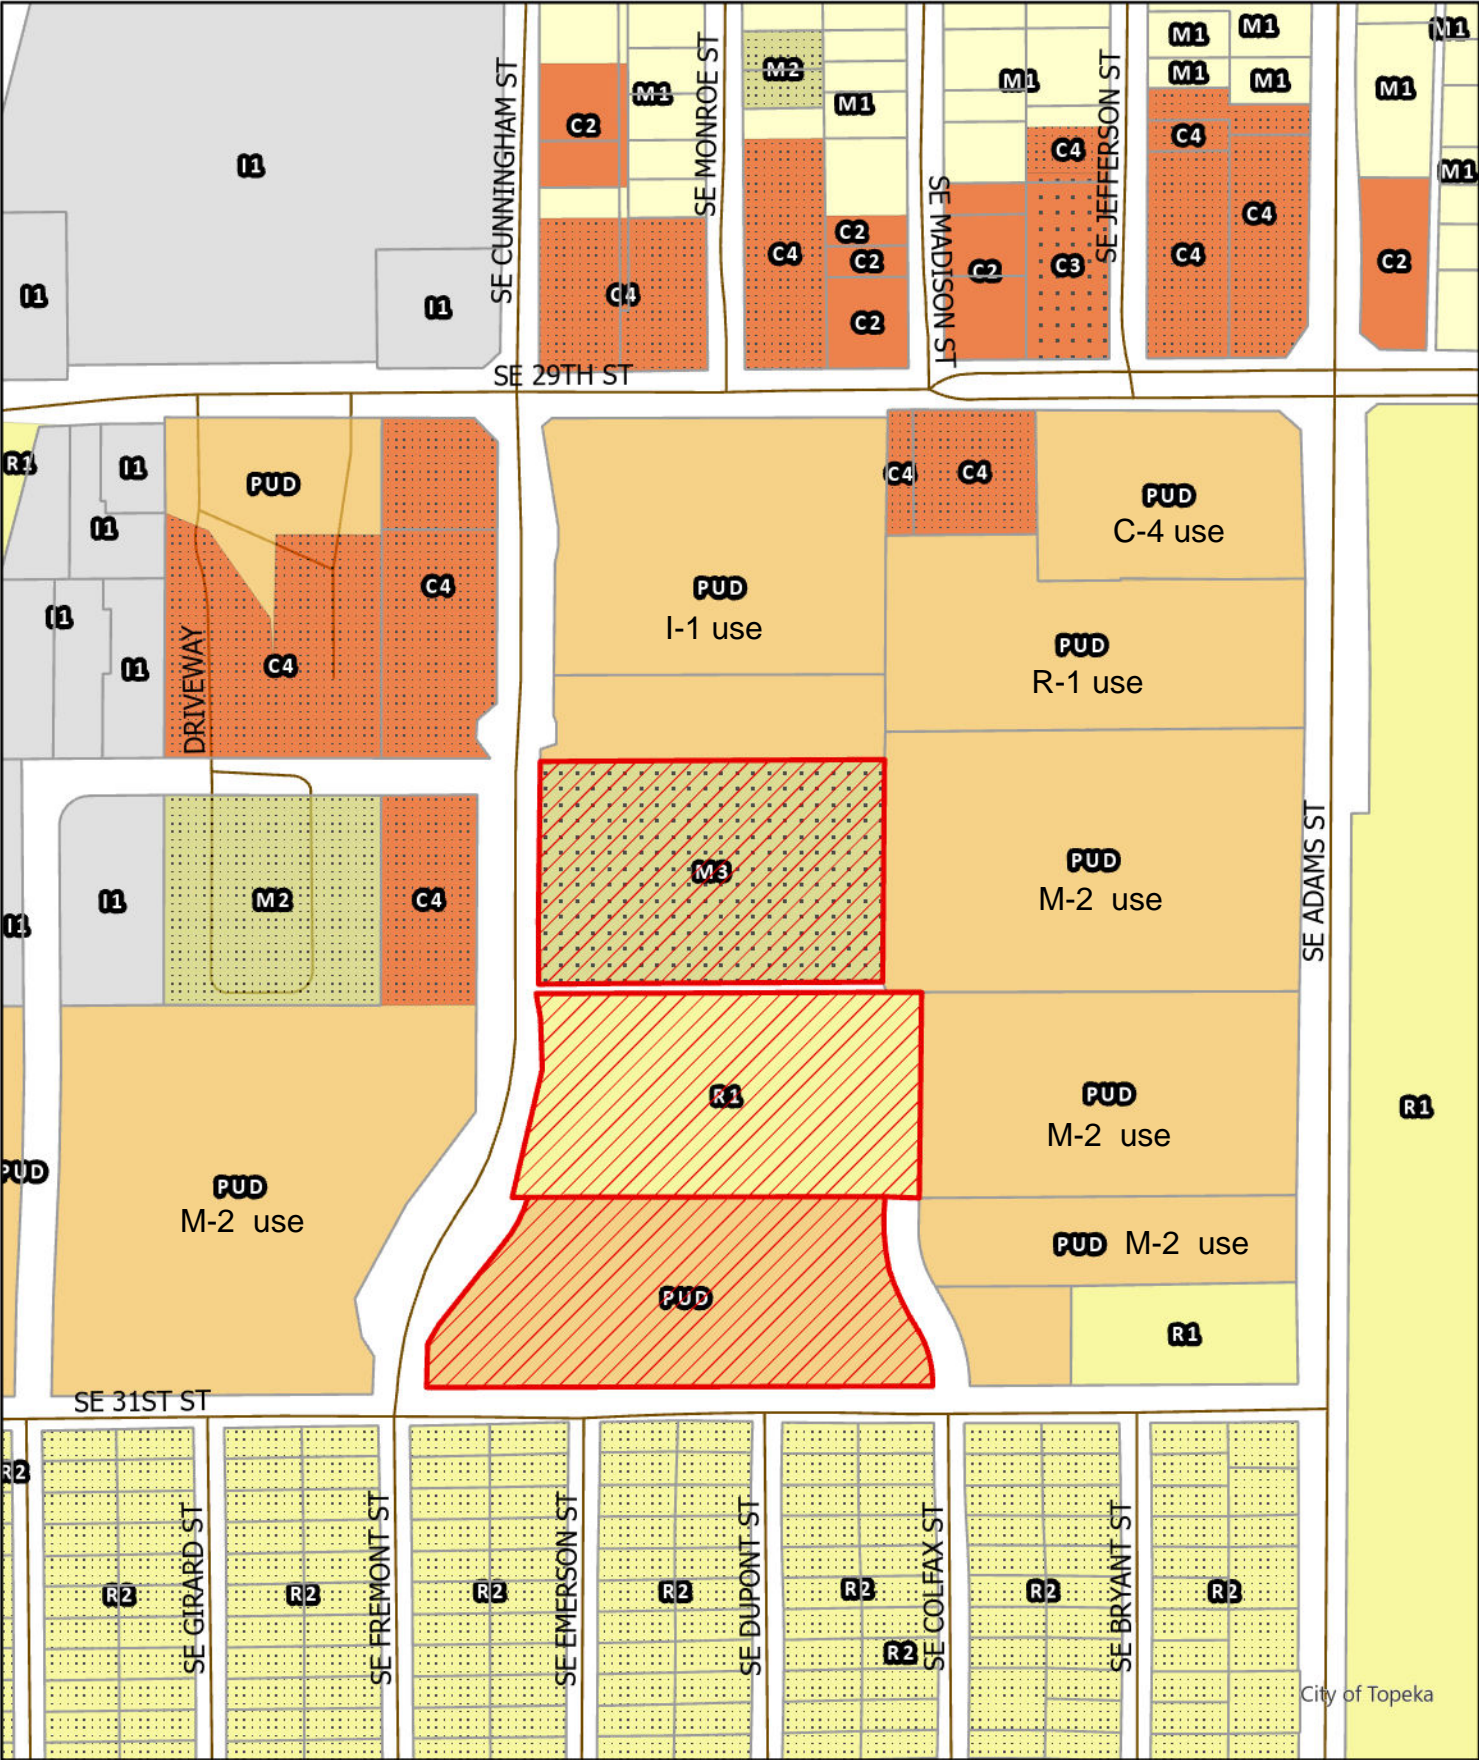 M1
M1
M1
M1
M2
M1
M1
M1
M1
M1
C2
M1
C4
C4
M1
I1
C4
C2
C4
C4
C2
C3
C4
C2
I1
I1
C4
C2
SE CUNNINGHAM ST
SE MONROE ST
SE MADISON ST
SE JEFFERSON ST
SE 29TH ST
R1
I1
PUD
C4
C4
PUD
C-4 use
I1
C4
PUD
I-1 use
I1
I1
C4
PUD
R-1 use
DRIVEWAY
M3
PUD
M-2 use
SE ADAMS ST
I1
I1
M2
C4
R1
PUD
M-2 use
R1
PUD
PUD
M-2 use
PUD M-2 use
PUD
R1
SE 31ST ST
R2
R2
R2
R2
R2
R2
R2
R2
R2
SE GIRARD ST
SE FREMONT ST
SE EMERSON ST
SE DUPONT ST
SE COLFAX ST
SE BRYANT ST
City of Topeka